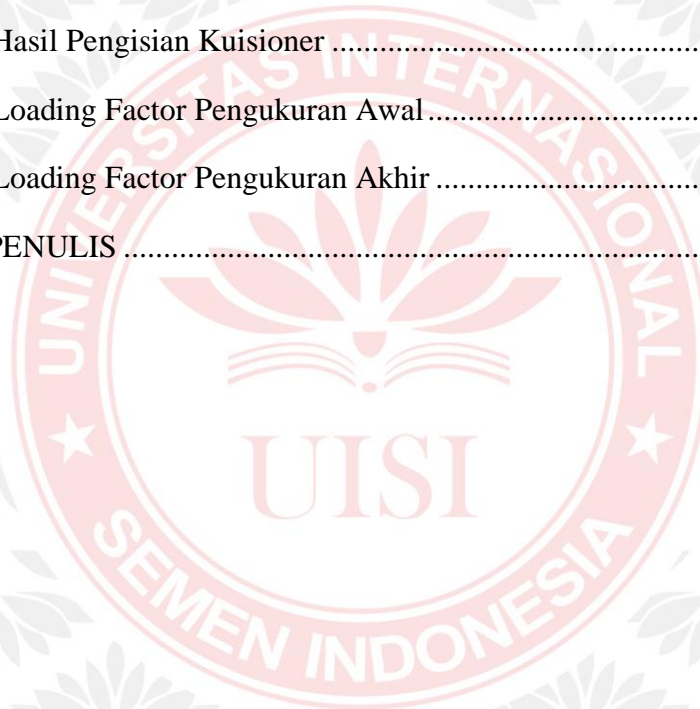 Hasil Pengisian Kuisioner ............................................
Loading Factor Pengukuran Awal ................................
Loading Factor Pengukuran Akhir ...............................
PENULIS ......................................................................
UNIVERSITAS INTERNASIONAL
UISI
SEMEN INDONESIA